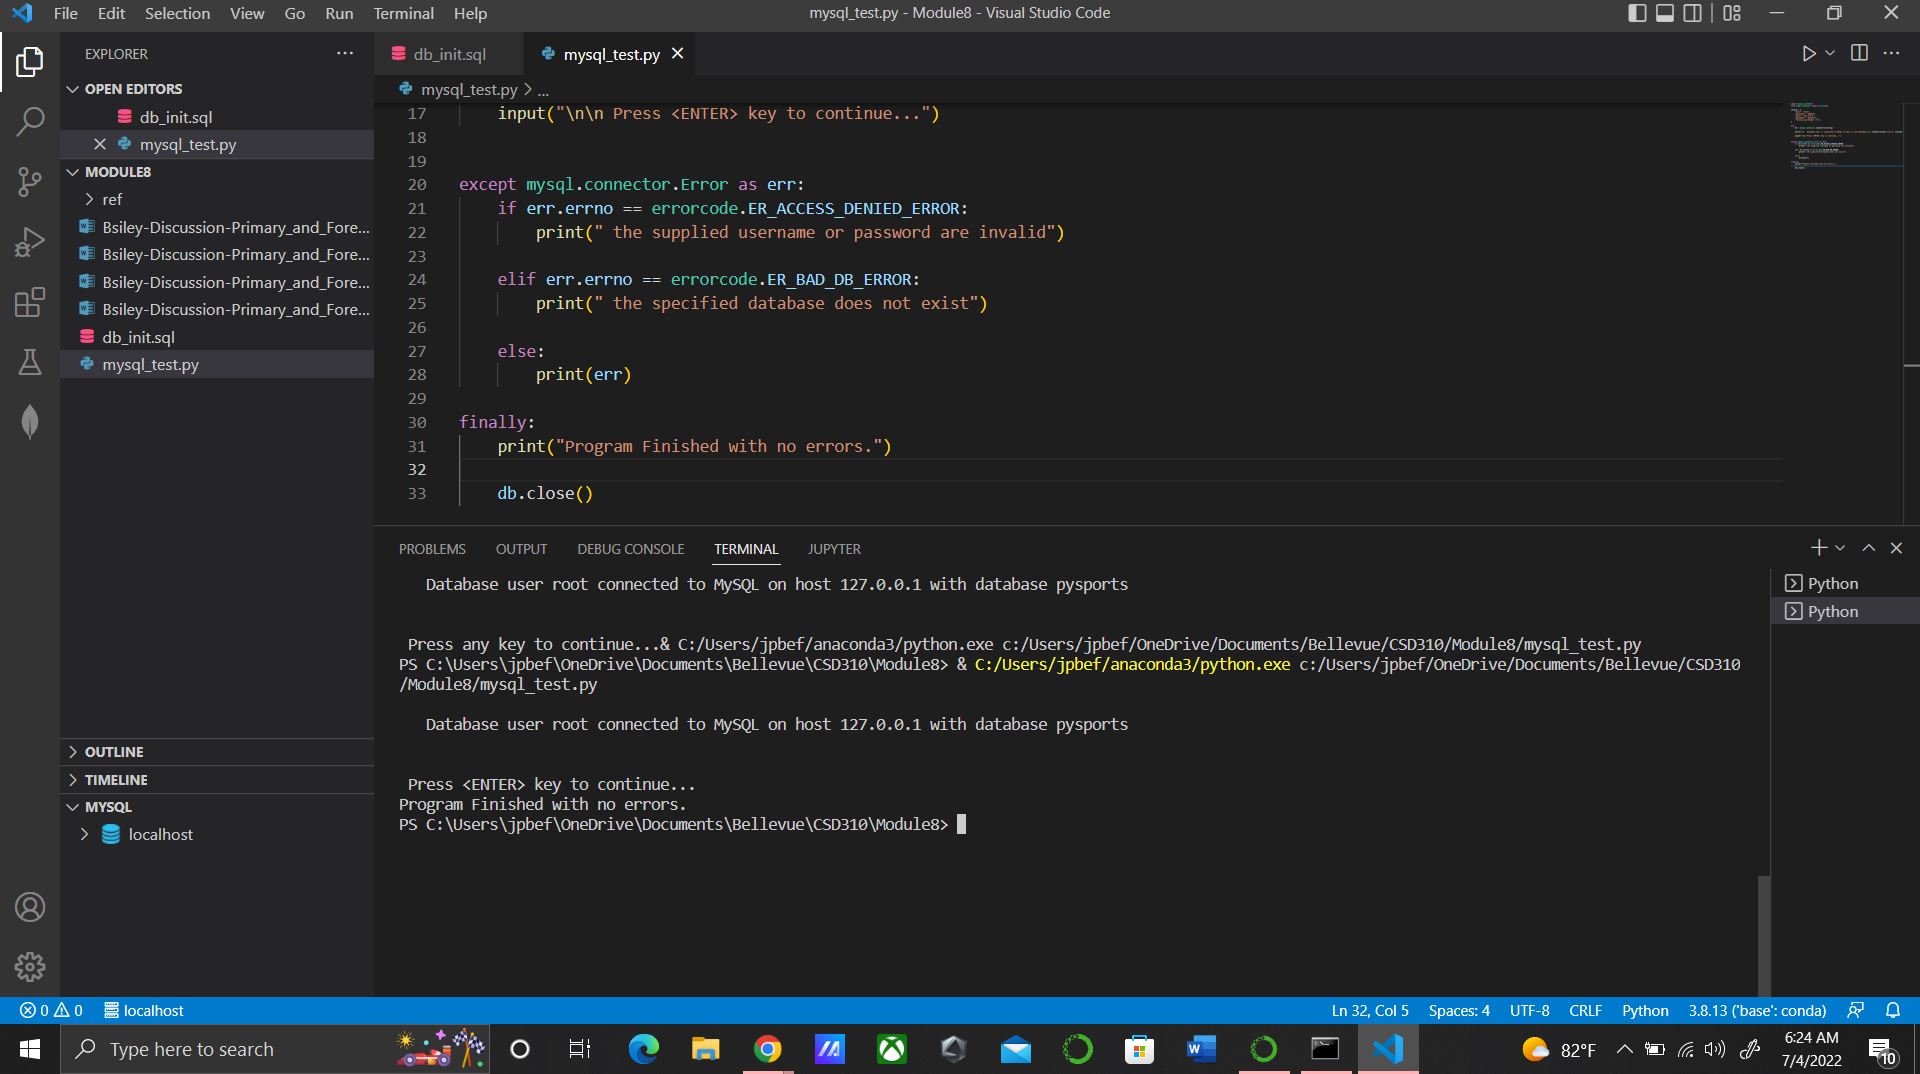 File Edit Selection View Go Run Terminal Help
mysql_test.py - Module8 - Visual Studio Code
EXPLORER
OPEN EDITORS
db_init.sql
mysql_test.py
MODULE8
ref
Bsiley-Discussion-Primary_and_Fore...
Bsiley-Discussion-Primary_and_Fore...
Bsiley-Discussion-Primary_and_Fore...
Bsiley-Discussion-Primary_and_Fore...
db_init.sql
mysql_test.py
OUTLINE
TIMELINE
MYSQL
localhost
db_init.sql mysql_test.py
mysql_test.py > ...
17 input("\n\n Press <ENTER> key to continue...")
18
19
20 except mysql.connector.Error as err:
21 if err.errno == errorcode.ER_ACCESS_DENIED_ERROR:
22 print(" the supplied username or password are invalid")
23
24 elif err.errno == errorcode.ER_BAD_DB_ERROR:
25 print(" the specified database does not exist")
26
27 else:
28 print(err)
29
30 finally:
31 print("Program Finished with no errors.")
32
33 db.close()
PROBLEMS OUTPUT DEBUG CONSOLE TERMINAL JUPYTER
Database user root connected to MySQL on host 127.0.0.1 with database pysports
Press any key to continue...& C:/Users/jpbef/anaconda3/python.exe c:/Users/jpbef/OneDrive/Documents/Bellevue/CSD310/Module8/mysql_test.py
PS C:\Users\jpbef\OneDrive\Documents\Bellevue\CSD310\Module8> & C:/Users/jpbef/anaconda3/python.exe c:/Users/jpbef/OneDrive/Documents/Bellevue/CSD310
/Module8/mysql_test.py
Database user root connected to MySQL on host 127.0.0.1 with database pysports
Press <ENTER> key to continue...
Program Finished with no errors.
PS C:\Users\jpbef\OneDrive\Documents\Bellevue\CSD310\Module8>
Python
Python
0 0 localhost
Ln 32, Col 5 Spaces: 4 UTF-8 CRLF Python 3.8.13 ('base': conda)
Type here to search
82°F
6:24 AM
7/4/2022
10